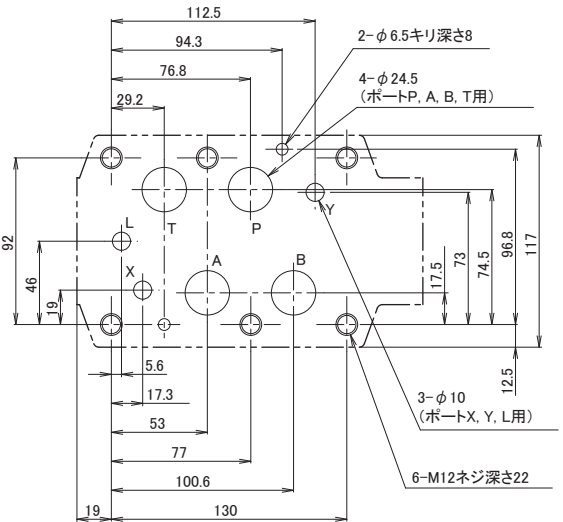 112.5
94.3
2-φ6.5キリ深さ8
76.8
4-φ24.5
29.2
(ポートP, A, B, T用)
L
T
P
Y
A
B
X
92
46
19
17.5
73
74.5
96.8
117
12.5
5.6
17.3
3-φ10
(ポートX, Y, L用)
53
77
6-M12ネジ深さ22
100.6
19
130